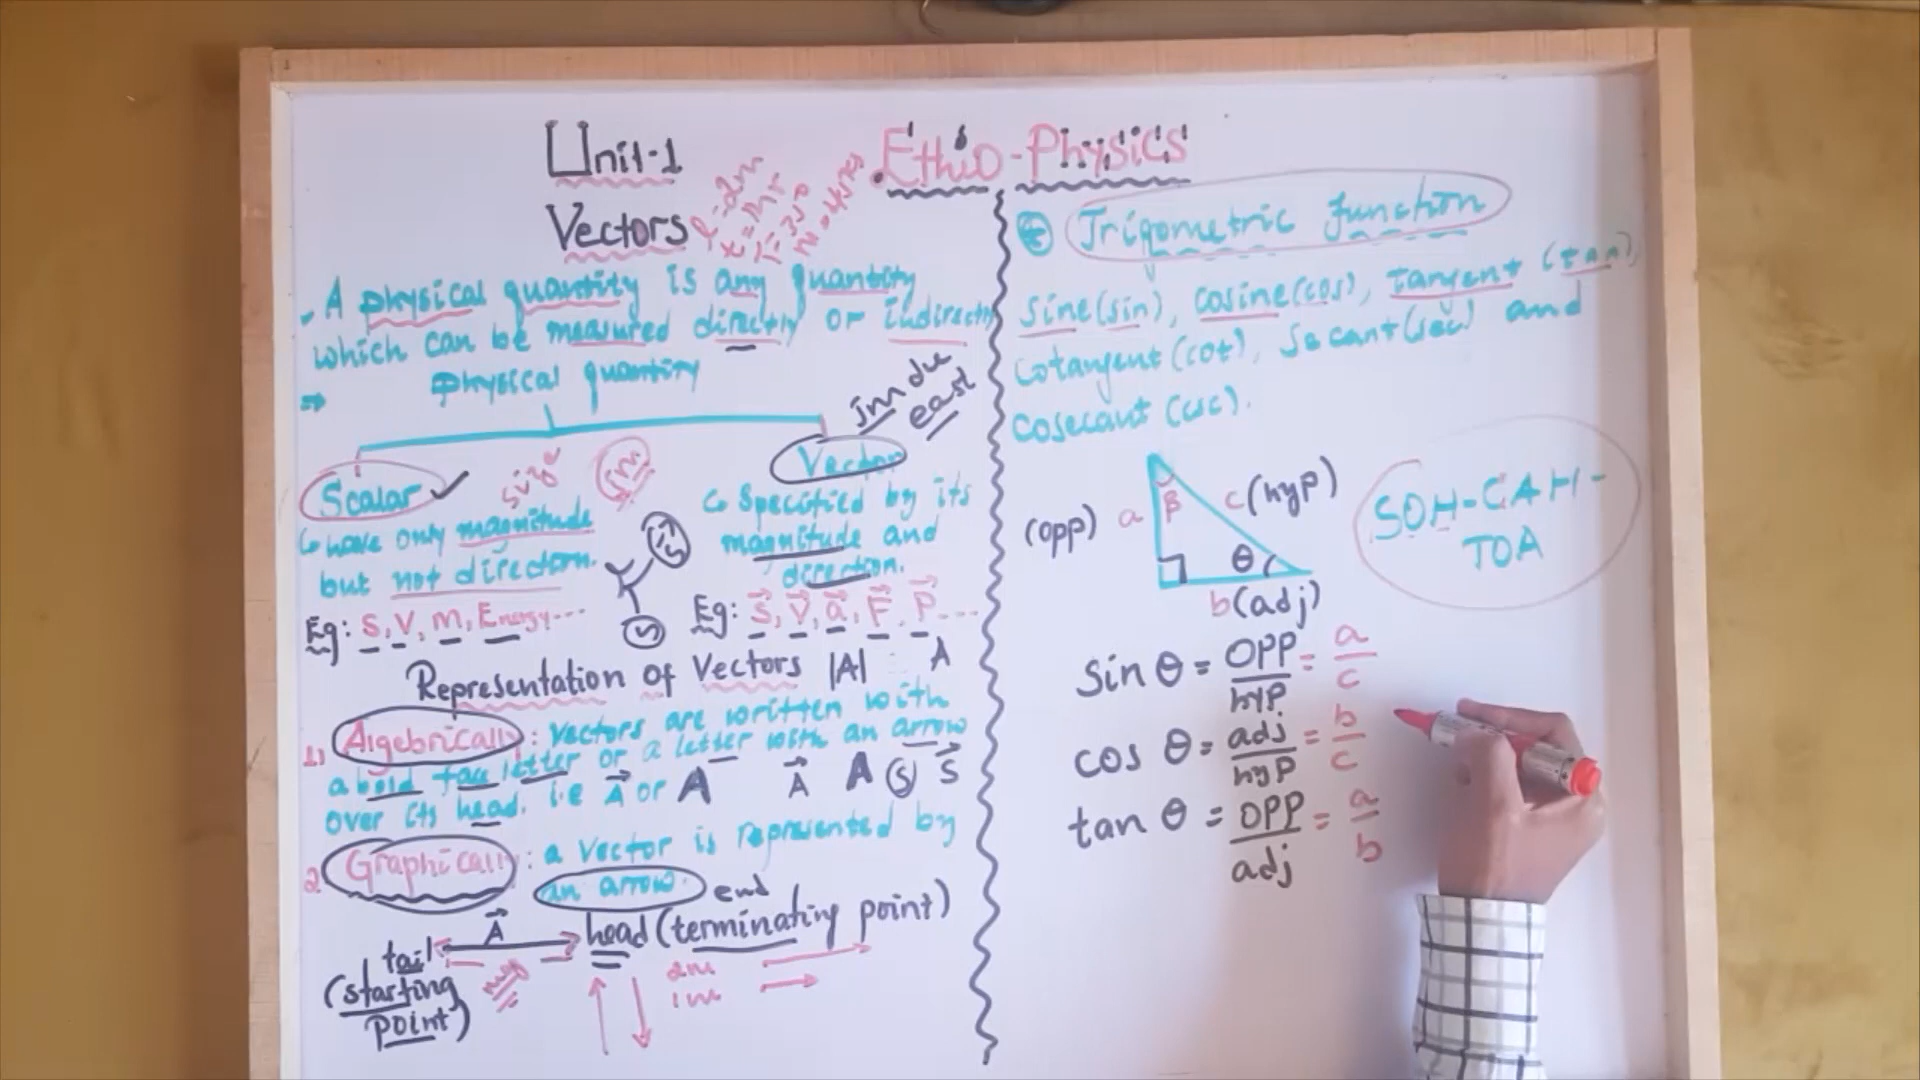 Unit-1
Vectors
.Ethio-Physics
A physical quantity is any quantity
which can be measured directly or indirectly
⇒ physical quantity
Scalar ✓
size
1m
have only magnitude
but not direction.
Eg: S, V, m, Energy...
1m due
east
Vector
Specified by its
magnitude and
direction.
Eg: S⃗, V⃗, a⃗, F⃗, P⃗....
Representation of Vectors |A| A
1) Algebrically: Vectors are written with
a bold face letter or a letter with an arrow
over its head. i.e A⃗ or A A⃗ A S S⃗
2 Graphically: a Vector is represented by
an arrow.
end
A⃗
tail
(starting
point)
head (terminating point)
2m
1m
Trigometric function
Sine(sin), cosine(cos), tangent (tan),
Cotangent (cot), Secant (sec) and
Cosecant (csc).
(opp) a β c (hyp)
θ
b(adj)
SOH-CAH-
TOA
Sin θ = OPP/hyp = a/c
cos θ = adj/hyp = b/c
tan θ = OPP/adj = a/b